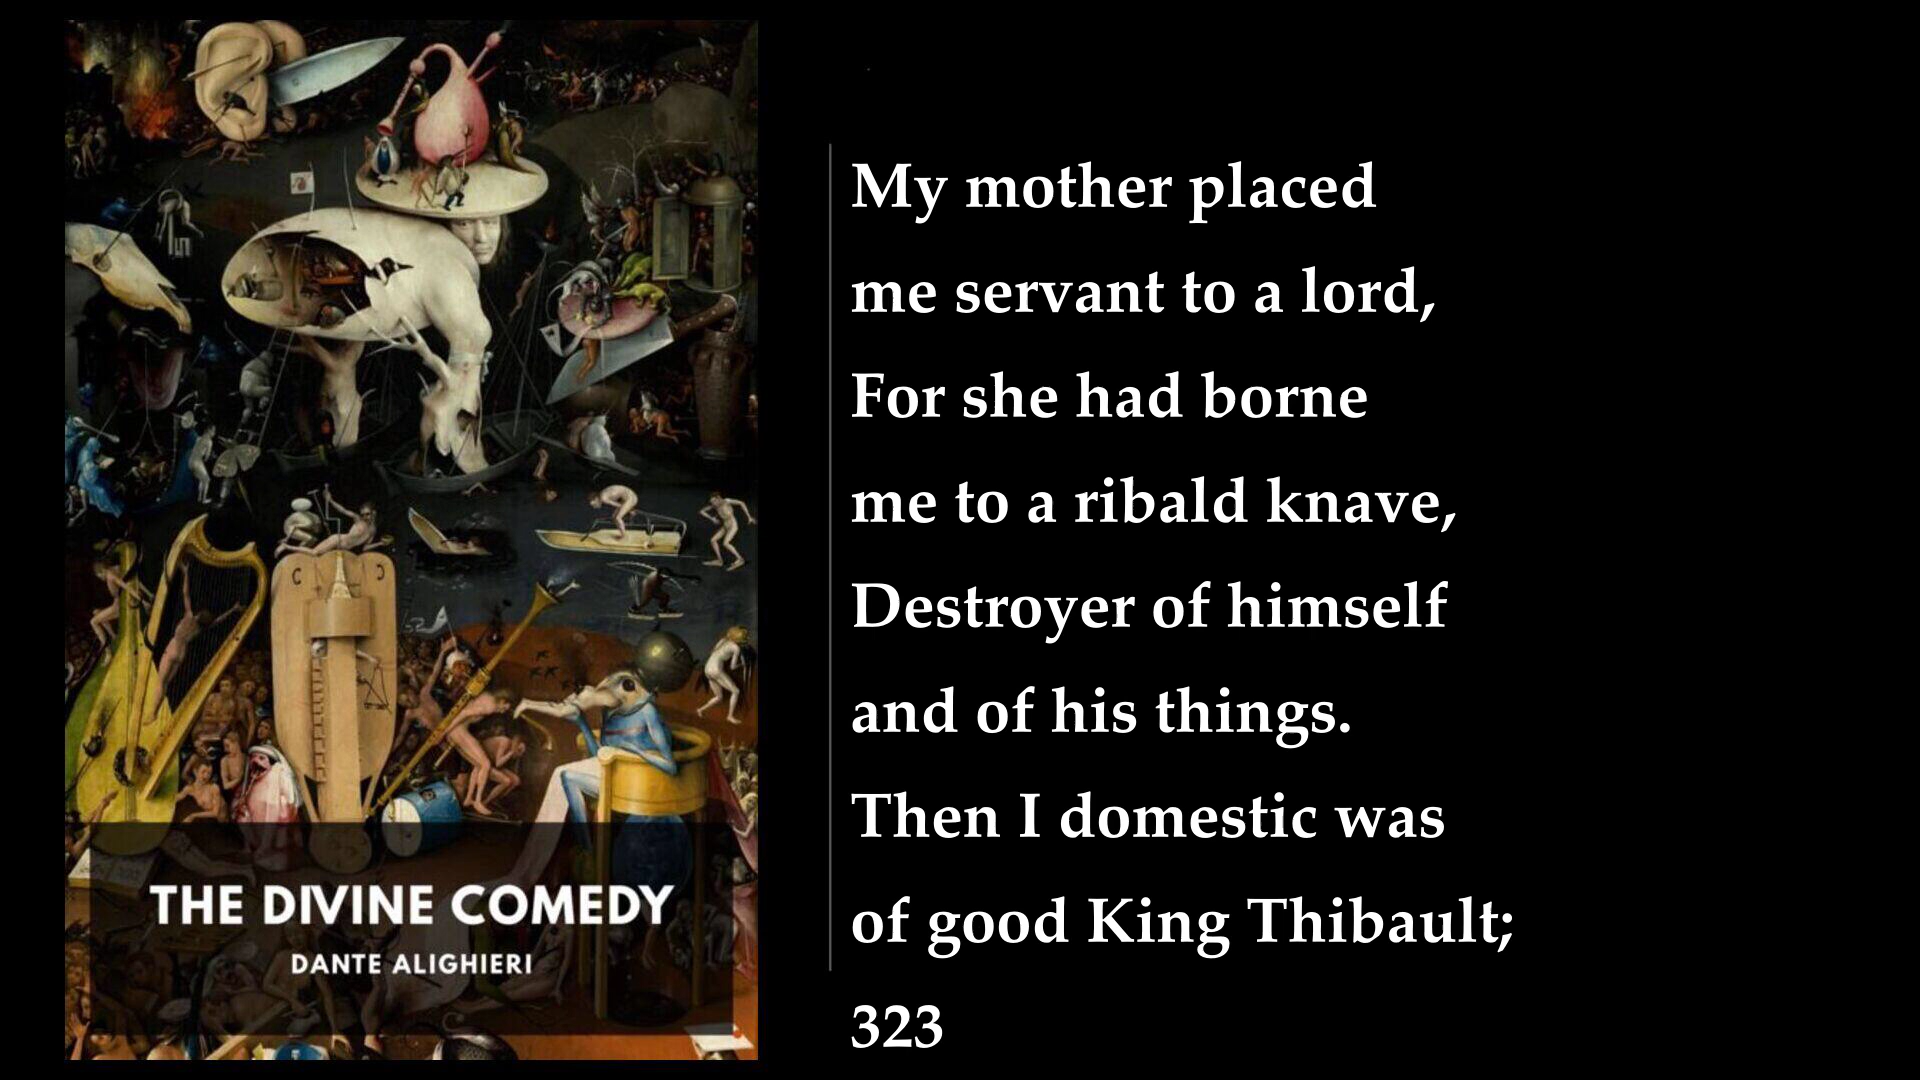 My mother placed
me servant to a lord,
For she had borne
me to a ribald knave,
Destroyer of himself
and of his things.
Then I domestic was
of good King Thibault;
323
THE DIVINE COMEDY
DANTE ALIGHIERI